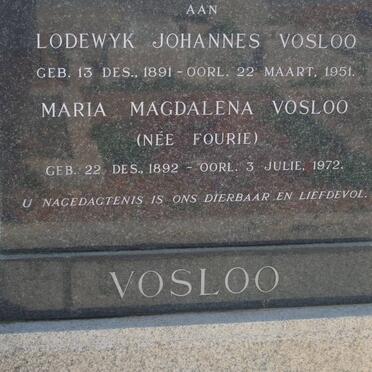 AAN
LODEWYK JOHANNES VOSLOO
GEB. 13 DES., 1891 - OORL. 22 MAART, 1951.
MARIA MAGDALENA VOSLOO
(NÉE FOURIE)
GEB. 22 DES., 1892 - OORL. 3 JULIE, 1972.
U NAGEDAGTENIS IS ONS DIERBAAR EN LIEFDEVOL.
VOSLOO